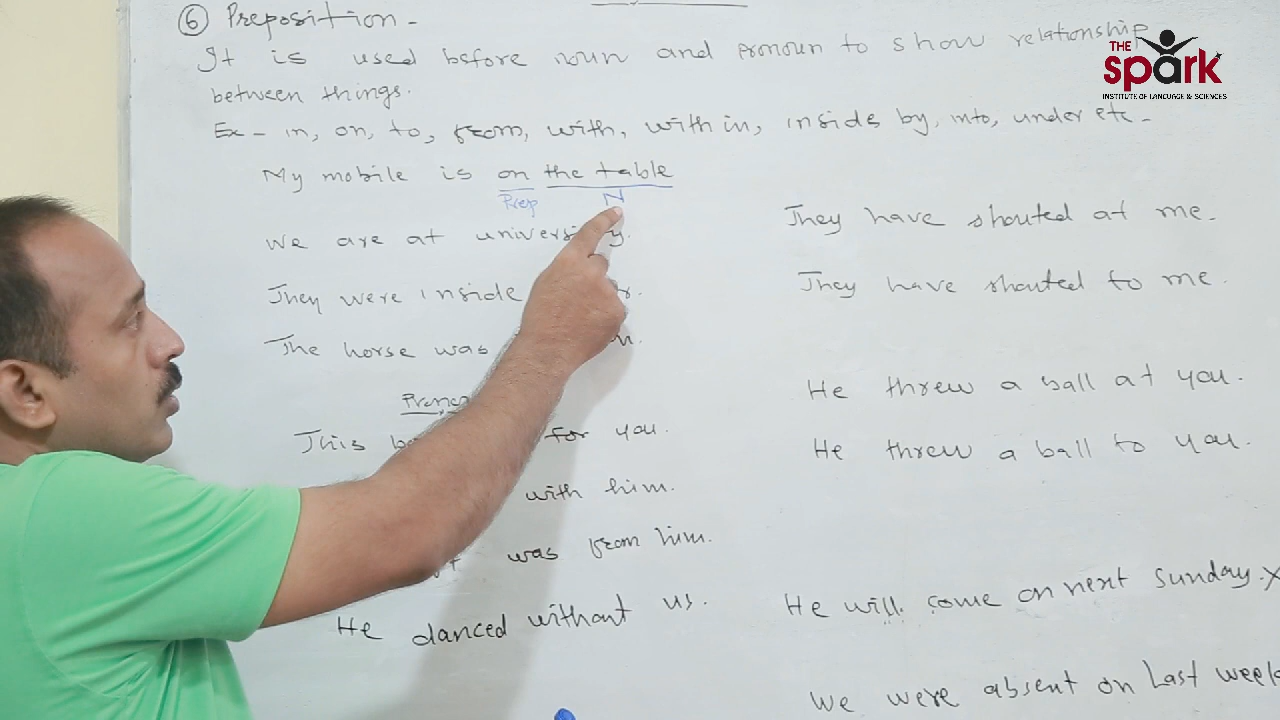 ⑥ Preposition -
It is used before noun and pronoun to show relationship
between things.
Ex - in, on, to, from, with, with in, inside by, into, under etc -
My mobile is on the table
Prep N
We are at university.
They were inside
The horse was
This for you.
with him.
was from him.
He danced without us.
They have shouted at me.
They have shouted to me.
He threw a ball at you.
He threw a ball to you.
He will come on next Sunday. x
We were absent on last week
THE
spark
INSTITUTE OF LANGUAGE & SCIENCES